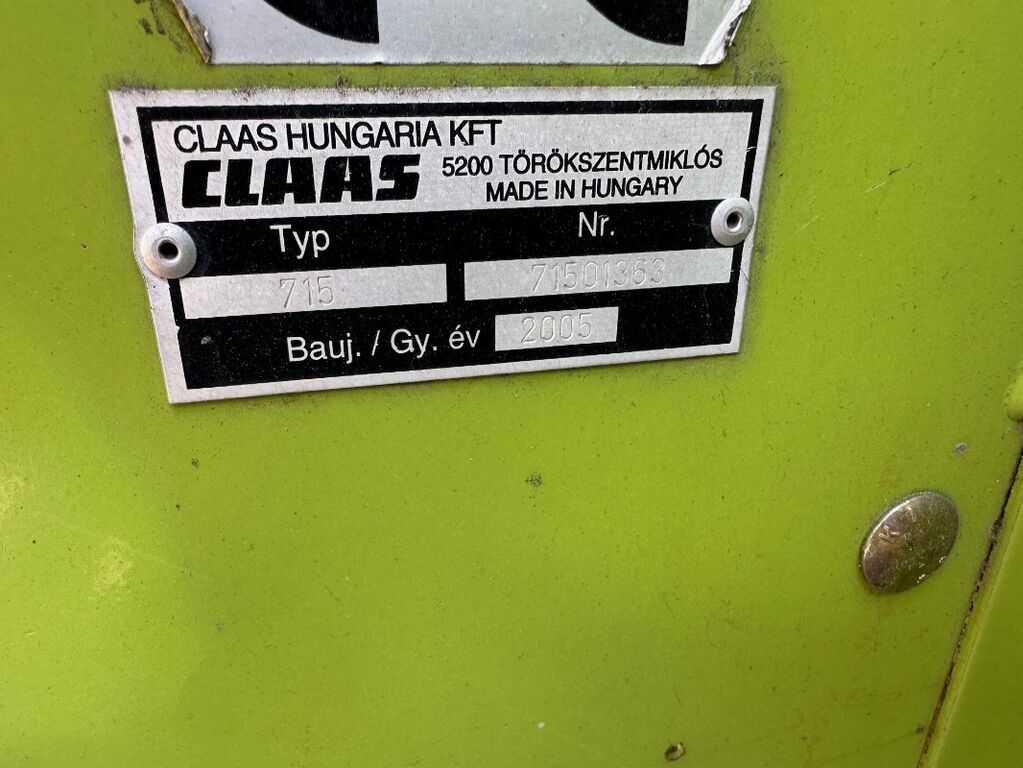 CLAAS HUNGARIA KFT
CLAAS 5200 TÖRÖKSZENTMIKLÓS
MADE IN HUNGARY
Typ Nr.
715 71501363
Bauj. / Gy. év 2005
K